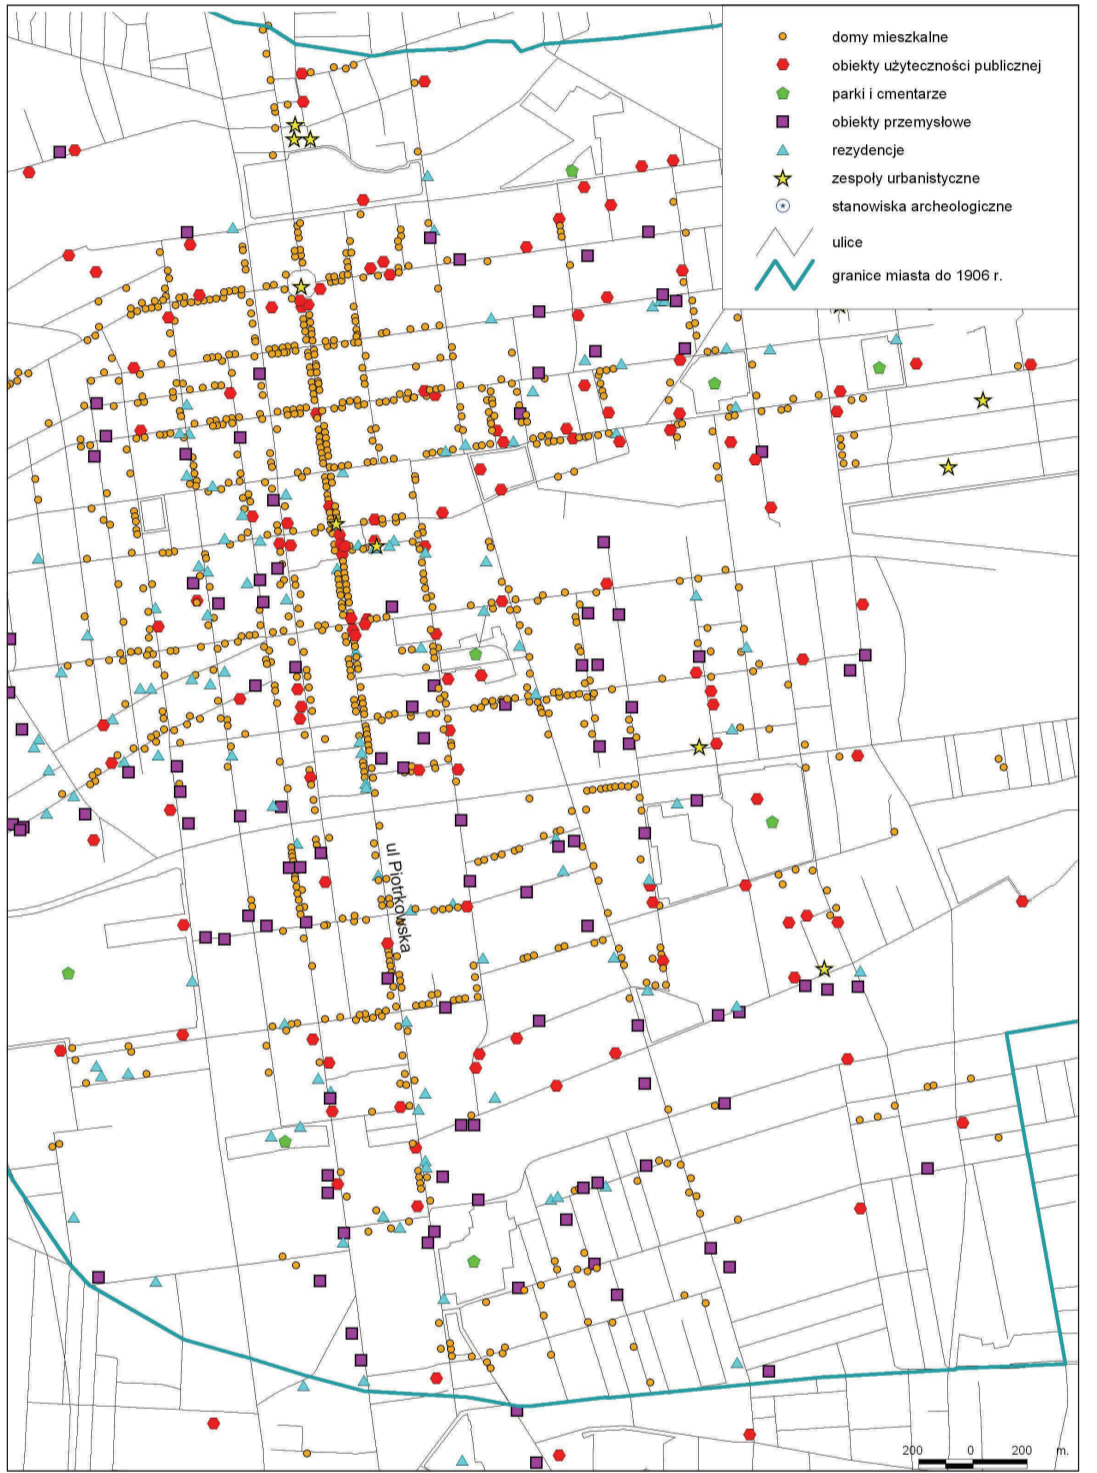 domy mieszkalne
obiekty użyteczności publicznej
parki i cmentarze
obiekty przemysłowe
rezydencje
zespoły urbanistyczne
stanowiska archeologiczne
ulice
granice miasta do 1906 r.
ul Piotrkowska
200 0 200 m.